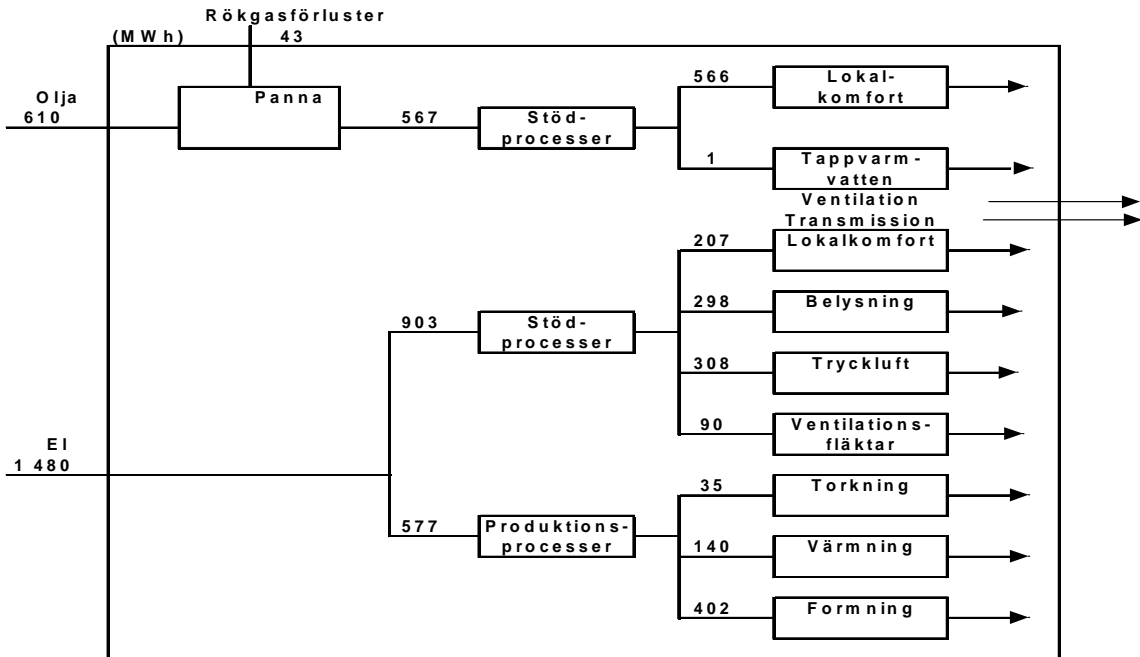 Rökgasförluster
(MWh) 43
Olja
610
Panna
567
Stöd-
processer
566
Lokal-
komfort
1
Tappvarm-
vatten
Ventilation
Transmission
207
Lokalkomfort
903
Stöd-
processer
298
Belysning
308
Tryckluft
90
Ventilations-
fläktar
El
1 480
577
Produktions-
processer
35
Torkning
140
Värmning
402
Formning